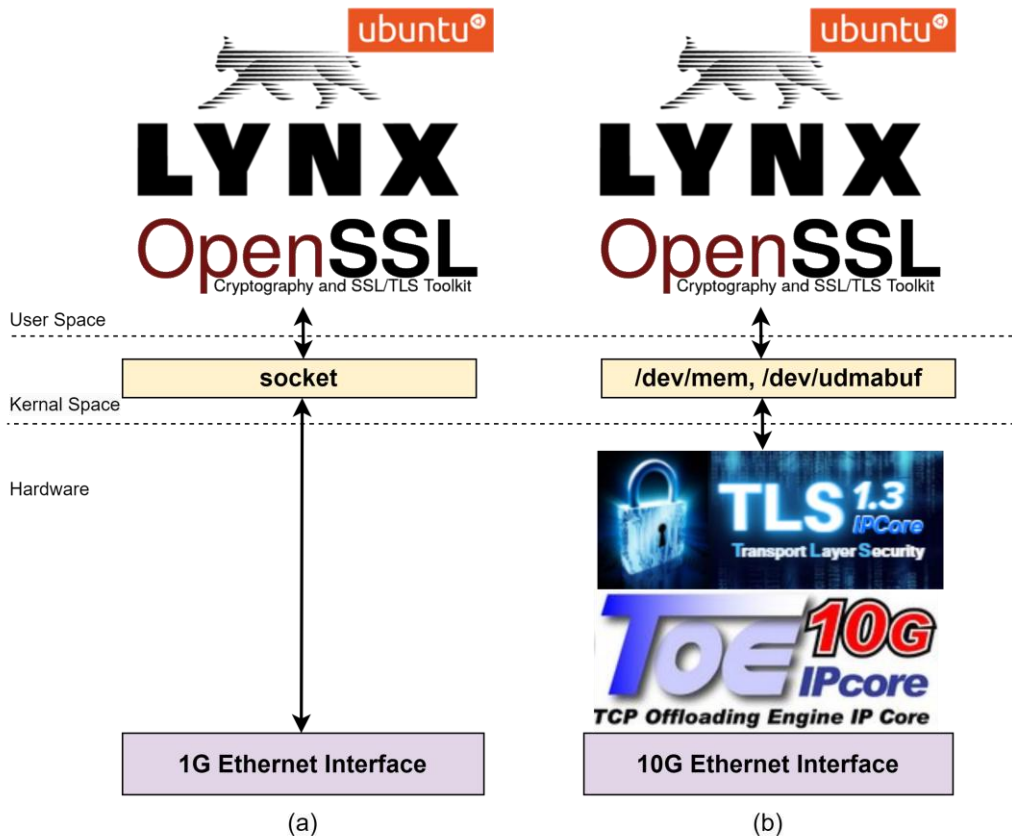 ubuntu
ubuntu
LYNX
LYNX
OpenSSL
OpenSSL
Cryptography and SSL/TLS Toolkit
Cryptography and SSL/TLS Toolkit
User Space
socket
/dev/mem, /dev/udmabuf
Kernal Space
Hardware
TLS 1.3
IPCore
Transport Layer Security
TOE 10G
IPcore
TCP Offloading Engine IP Core
1G Ethernet Interface
10G Ethernet Interface
(a)
(b)